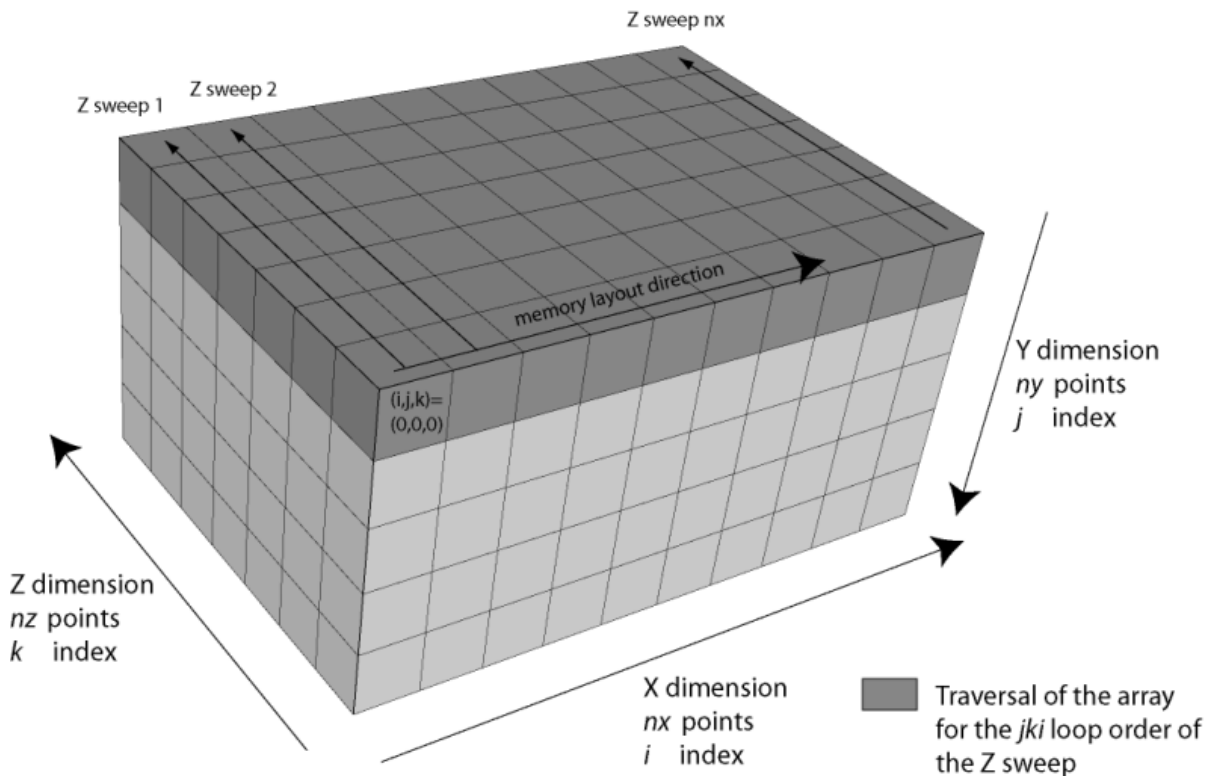 Z sweep nx
Z sweep 1
Z sweep 2
memory layout direction
(i,j,k)=
(0,0,0)
Y dimension
ny points
j index
Z dimension
nz points
k index
X dimension
nx points
i index
Traversal of the array
for the jki loop order of
the Z sweep